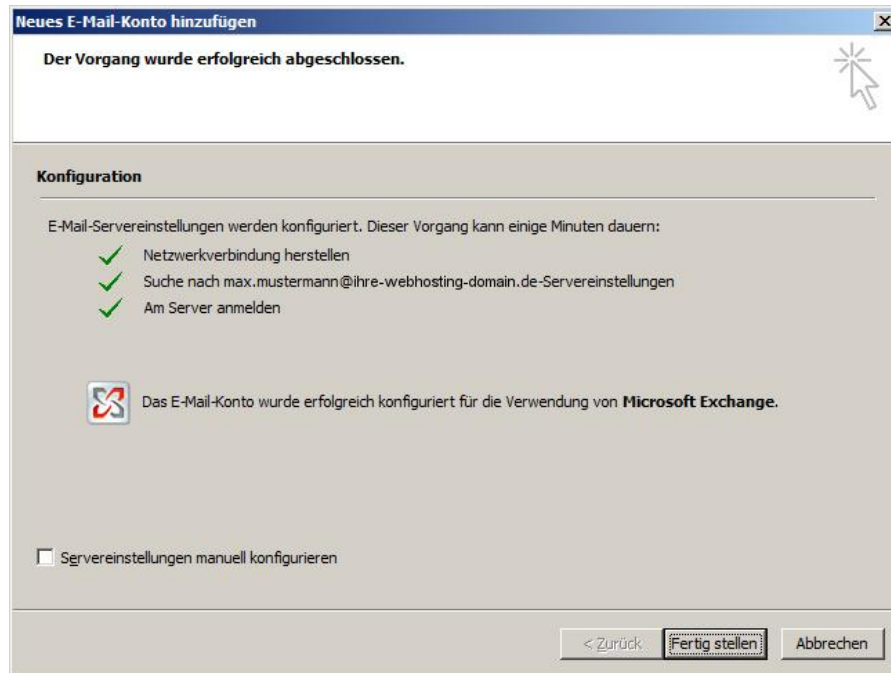 Neues E-Mail-Konto hinzufügen
Der Vorgang wurde erfolgreich abgeschlossen.
Konfiguration
E-Mail-Servereinstellungen werden konfiguriert. Dieser Vorgang kann einige Minuten dauern:
Netzwerkverbindung herstellen
Suche nach max.mustermann@ihre-webhosting-domain.de-Servereinstellungen
Am Server anmelden
Das E-Mail-Konto wurde erfolgreich konfiguriert für die Verwendung von Microsoft Exchange.
Servereinstellungen manuell konfigurieren
< Zurück Fertig stellen Abbrechen